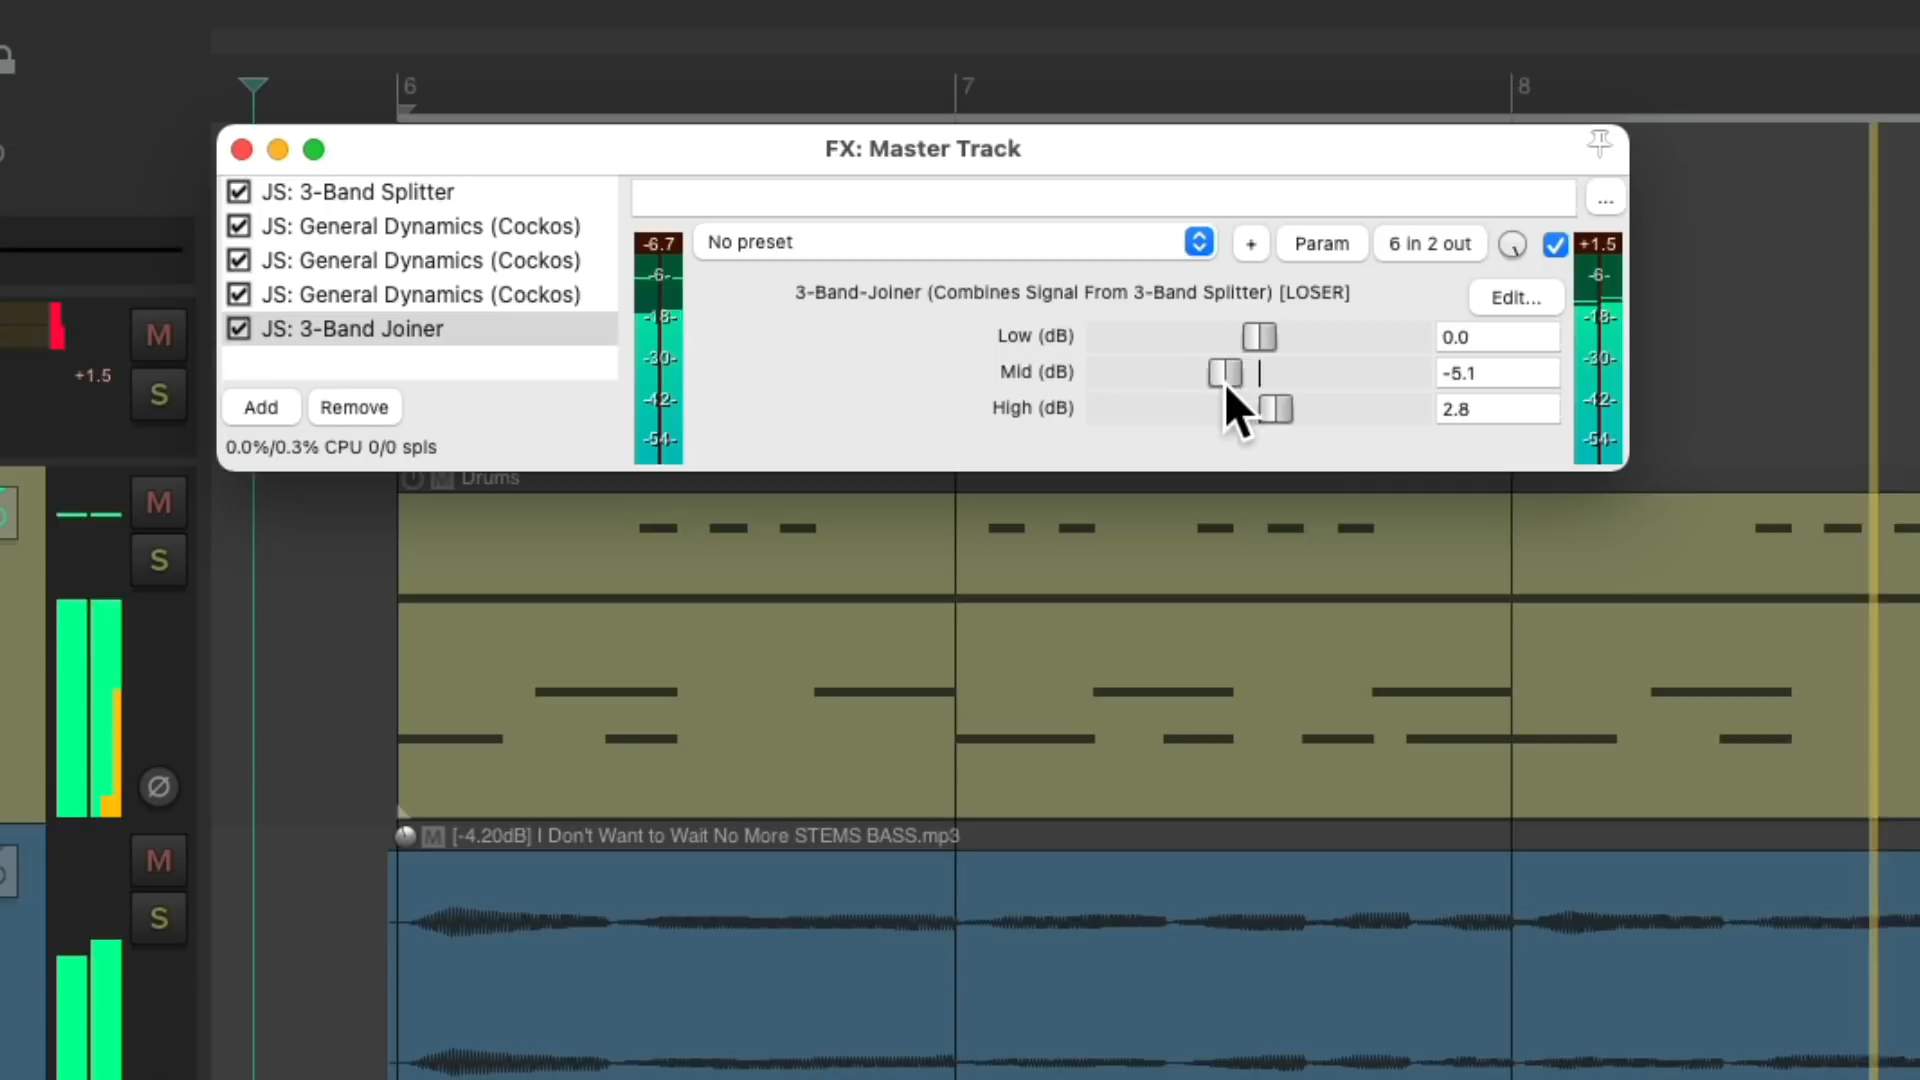 6
7
8
FX: Master Track
JS: 3-Band Splitter
JS: General Dynamics (Cockos)
JS: General Dynamics (Cockos)
JS: General Dynamics (Cockos)
JS: 3-Band Joiner
Add
Remove
0.0%/0.3% CPU 0/0 spls
...
No preset
+
Param
6 in 2 out
3-Band-Joiner (Combines Signal From 3-Band Splitter) [LOSER]
Edit...
Low (dB)
0.0
Mid (dB)
-5.1
High (dB)
2.8
-6.7
-6-
-18-
-30-
-42-
-54-
+1.5
-6-
-18-
-30-
-42-
-54-
M
+1.5
S
M
S
M
S
M Drums
M [-4.20dB] I Don't Want to Wait No More STEMS BASS.mp3